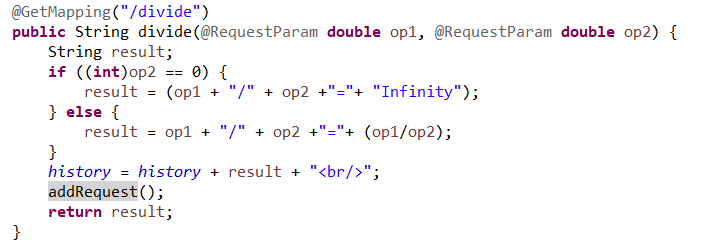 @GetMapping("/divide")
public String divide(@RequestParam double op1, @RequestParam double op2) {
    String result;
    if ((int)op2 == 0) {
        result = (op1 + "/" + op2 +"="+ "Infinity");
    } else {
        result = op1 + "/" + op2 +"="+ (op1/op2);
    }
    history = history + result + "<br/>";
    addRequest();
    return result;
}